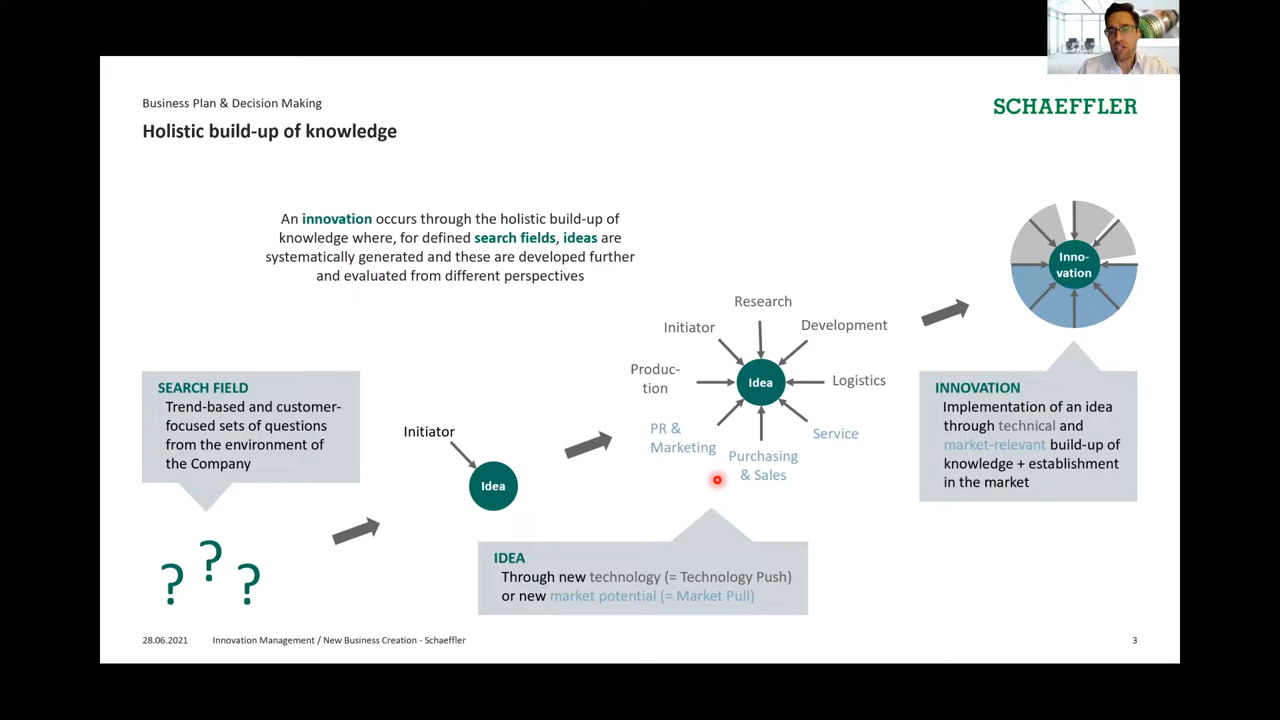 Business Plan & Decision Making
SCHAEFFLER
Holistic build-up of knowledge
An innovation occurs through the holistic build-up of
knowledge where, for defined search fields, ideas are
systematically generated and these are developed further
and evaluated from different perspectives
SEARCH FIELD
Trend-based and customer-
focused sets of questions
from the environment of
the Company
? ? ?
Initiator
Idea
Research
Initiator
Development
Produc-
tion
Idea
Logistics
PR &
Marketing
Purchasing
& Sales
Service
IDEA
Through new technology (= Technology Push)
or new market potential (= Market Pull)
Inno-
vation
INNOVATION
Implementation of an idea
through technical and
market-relevant build-up of
knowledge + establishment
in the market
28.06.2021
Innovation Management / New Business Creation - Schaeffler
3